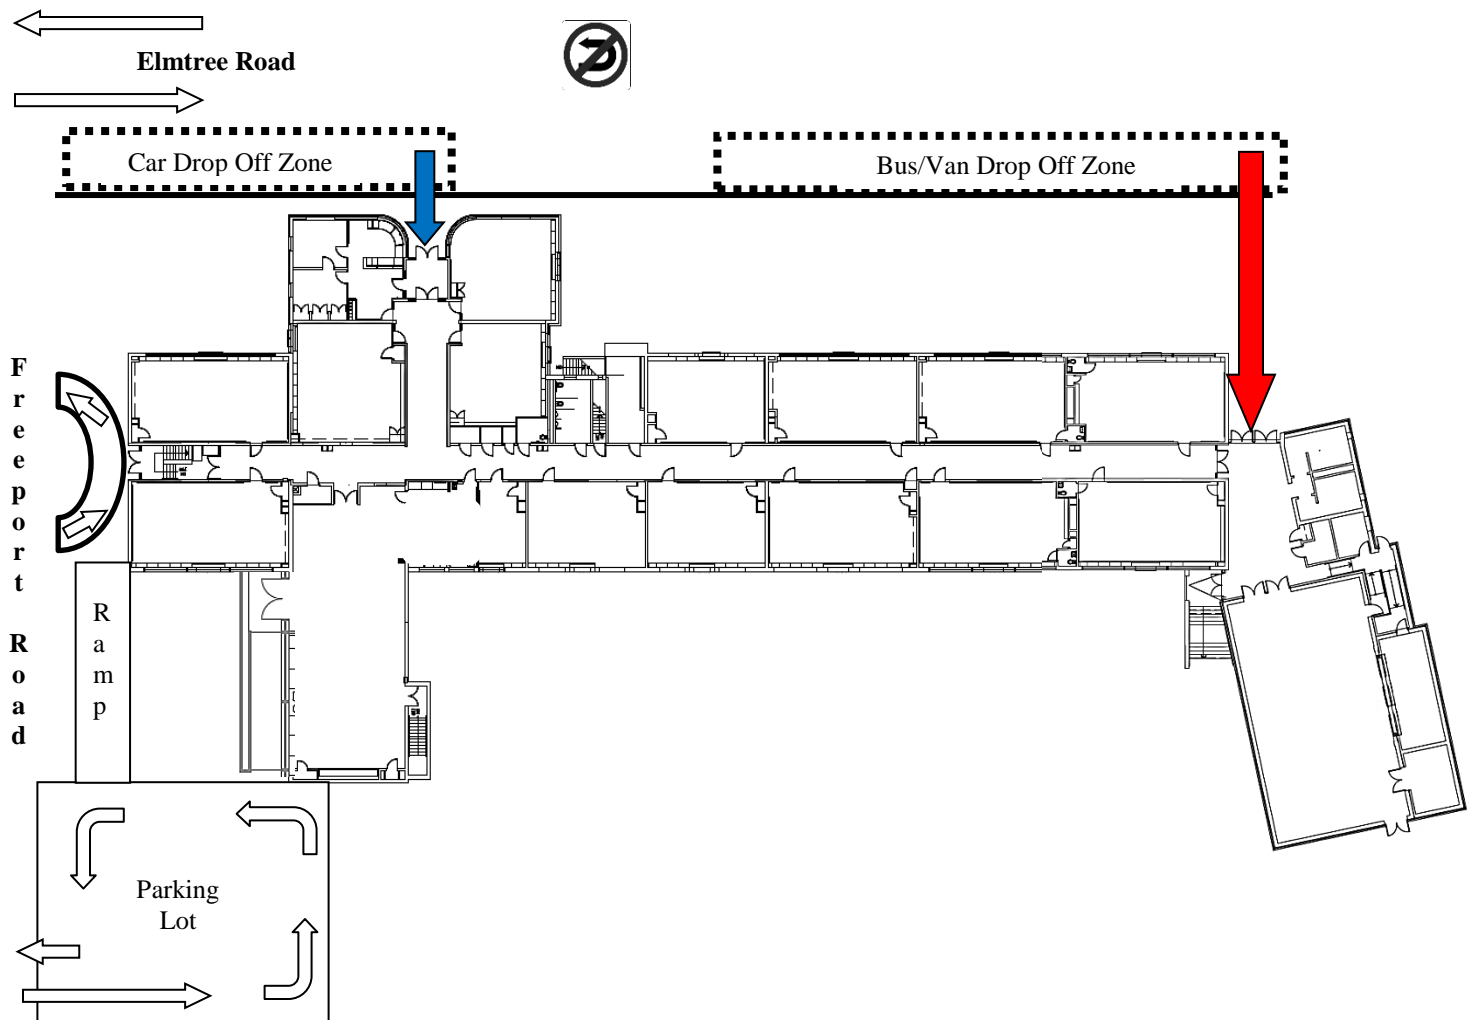 Elmtree Road
Car Drop Off Zone
Bus/Van Drop Off Zone
Freeport Road
Ramp
Parking
Lot